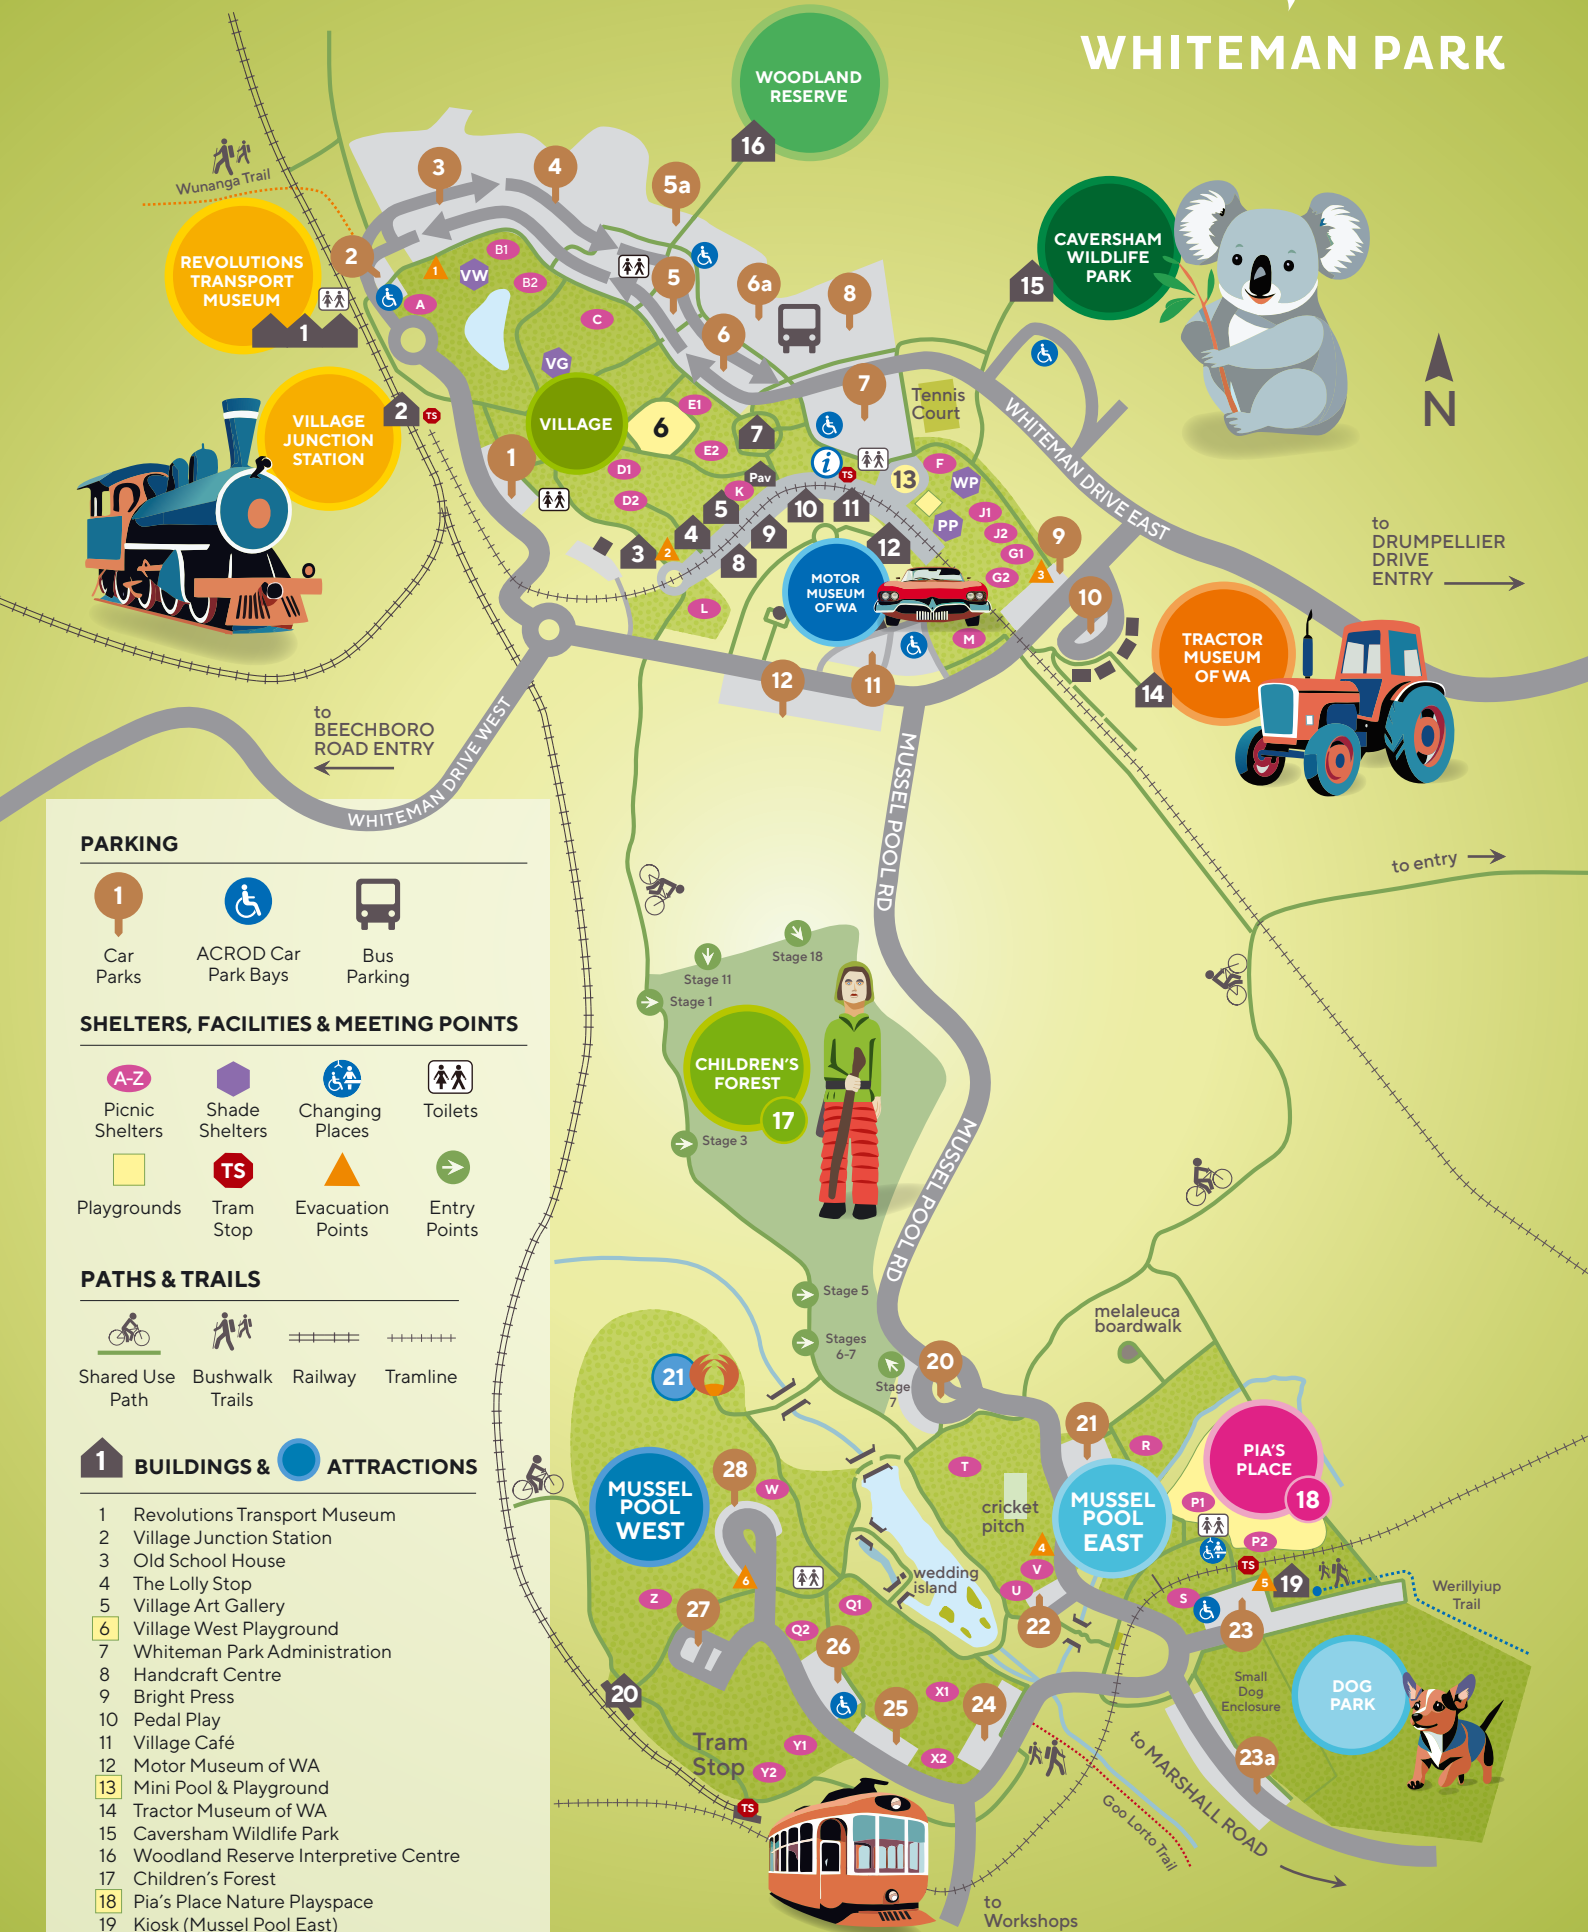 WHITEMAN PARK
WOODLAND
RESERVE
16
3
4
5a
Wunanga Trail
REVOLUTIONS
TRANSPORT
MUSEUM
1
2
1
VW
B1
B2
A
C
5
6a
8
6
CAVERSHAM
WILDLIFE
PARK
15
N
VG
VILLAGE
6
E1
E2
7
7
Tennis
Court
WHITEMAN DRIVE EAST
VILLAGE
JUNCTION
STATION
2
TS
1
D1
D2
K
Pav
i
TS
13
F
WP
PP
J1
J2
G1
G2
3
9
10
3
2
4
5
8
9
10
11
12
L
M
MOTOR
MUSEUM
OF WA
12
11
to
DRUMPELLIER
DRIVE
ENTRY
TRACTOR
MUSEUM
OF WA
14
to
BEECHBORO
ROAD ENTRY
WHITEMAN DRIVE WEST
MUSSEL POOL RD
to entry
PARKING
1
Car
Parks
ACROD Car
Park Bays
Bus
Parking
SHELTERS, FACILITIES & MEETING POINTS
A-Z
Picnic
Shelters
Shade
Shelters
Changing
Places
Toilets
Playgrounds
TS
Tram
Stop
Evacuation
Points
Entry
Points
PATHS & TRAILS
Shared Use
Path
Bushwalk
Trails
Railway
Tramline
1 BUILDINGS & ATTRACTIONS
1 Revolutions Transport Museum
2 Village Junction Station
3 Old School House
4 The Lolly Stop
5 Village Art Gallery
6 Village West Playground
7 Whiteman Park Administration
8 Handcraft Centre
9 Bright Press
10 Pedal Play
11 Village Café
12 Motor Museum of WA
13 Mini Pool & Playground
14 Tractor Museum of WA
15 Caversham Wildlife Park
16 Woodland Reserve Interpretive Centre
17 Children's Forest
18 Pia's Place Nature Playspace
19 Kiosk (Mussel Pool East)
Stage 18
Stage 11
Stage 1
CHILDREN'S
FOREST
17
Stage 3
MUSSEL POOL RD
Stage 5
Stages
6-7
Stage
7
20
melaleuca
boardwalk
21
21
R
PIA'S
PLACE
18
MUSSEL
POOL
WEST
28
W
T
cricket
pitch
MUSSEL
POOL
EAST
P1
P2
4
V
U
wedding
island
TS
5
19
S
23
Werillyiup
Trail
6
Z
27
Q1
Q2
26
22
20
25
X1
24
X2
Small
Dog
Enclosure
DOG
PARK
23a
Tram
Stop
Y1
Y2
TS
to MARSHALL ROAD
Goo Lorto Trail
to
Workshops